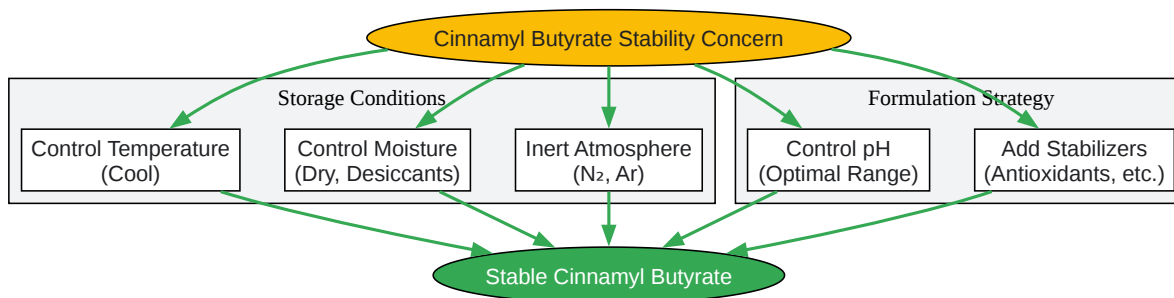 Cinnamyl Butyrate Stability Concern
Storage Conditions
Formulation Strategy
Control Temperature
(Cool)
Control Moisture
(Dry, Desiccants)
Inert Atmosphere
(N₂, Ar)
Control pH
(Optimal Range)
Add Stabilizers
(Antioxidants, etc.)
Stable Cinnamyl Butyrate